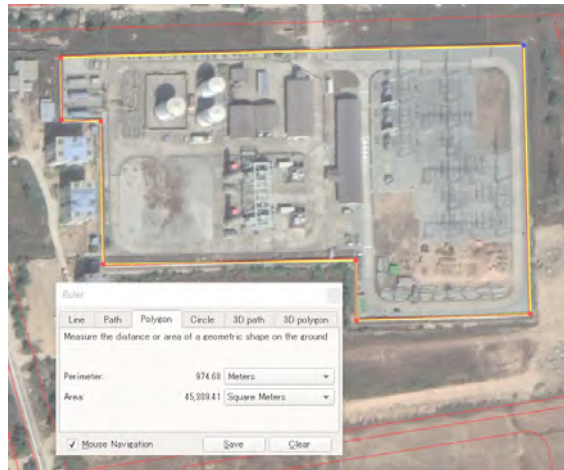 Ruler
Line Path Polygon Circle 3D path 3D polygon
Measure the distance or area of a geometric shape on the ground
Perimeter: 974.68 Meters
Area: 45,309.41 Square Meters
Mouse Navigation Save Clear